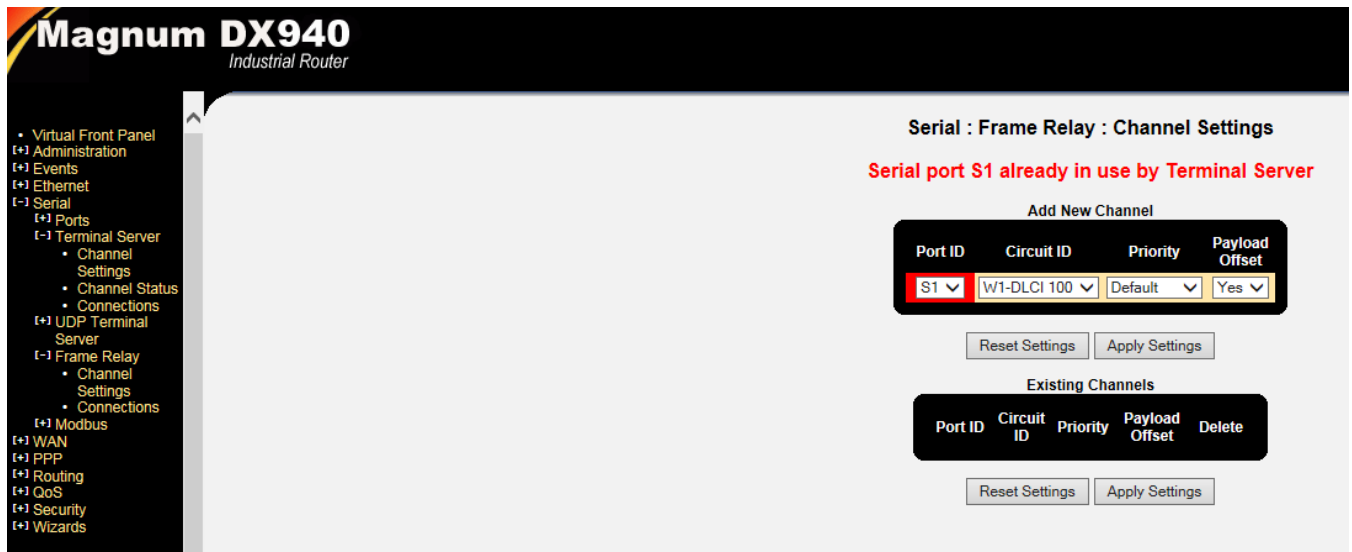 Magnum DX940
Industrial Router
• Virtual Front Panel
[+] Administration
[+] Events
[+] Ethernet
[-] Serial
[+] Ports
[-] Terminal Server
• Channel
Settings
• Channel Status
• Connections
[+] UDP Terminal
Server
[-] Frame Relay
• Channel
Settings
• Connections
[+] Modbus
[+] WAN
[+] PPP
[+] Routing
[+] QoS
[+] Security
[+] Wizards
Serial : Frame Relay : Channel Settings
Serial port S1 already in use by Terminal Server
Add New Channel
Port ID Circuit ID Priority Payload Offset
S1 W1-DLCI 100 Default Yes
Reset Settings Apply Settings
Existing Channels
Port ID Circuit ID Priority Payload Offset Delete
Reset Settings Apply Settings